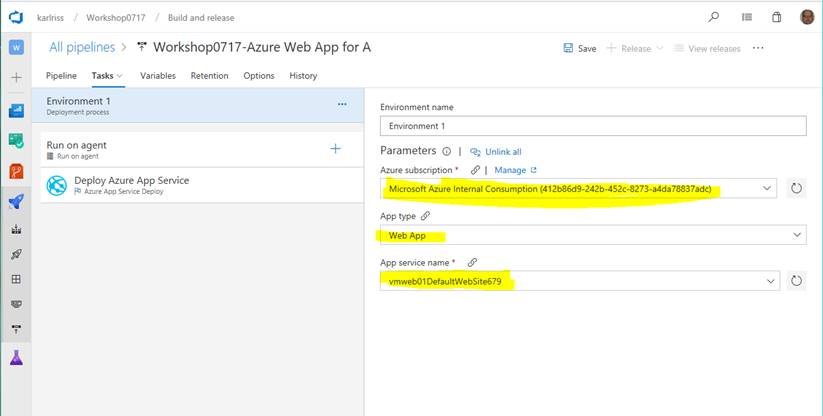 karlriss / Workshop0717 / Build and release
All pipelines > Workshop0717-Azure Web App for A
Save + Release View releases ...
Pipeline Tasks Variables Retention Options History
W
Environment 1
Deployment process
...
Run on agent
Run on agent
+
Deploy Azure App Service
Azure App Service Deploy
Environment name
Environment 1
Parameters | Unlink all
Azure subscription * | Manage
Microsoft Azure Internal Consumption (412b86d9-242b-452c-8273-a4da78837adc)
App type
Web App
App service name *
vmweb01DefaultWebSite679